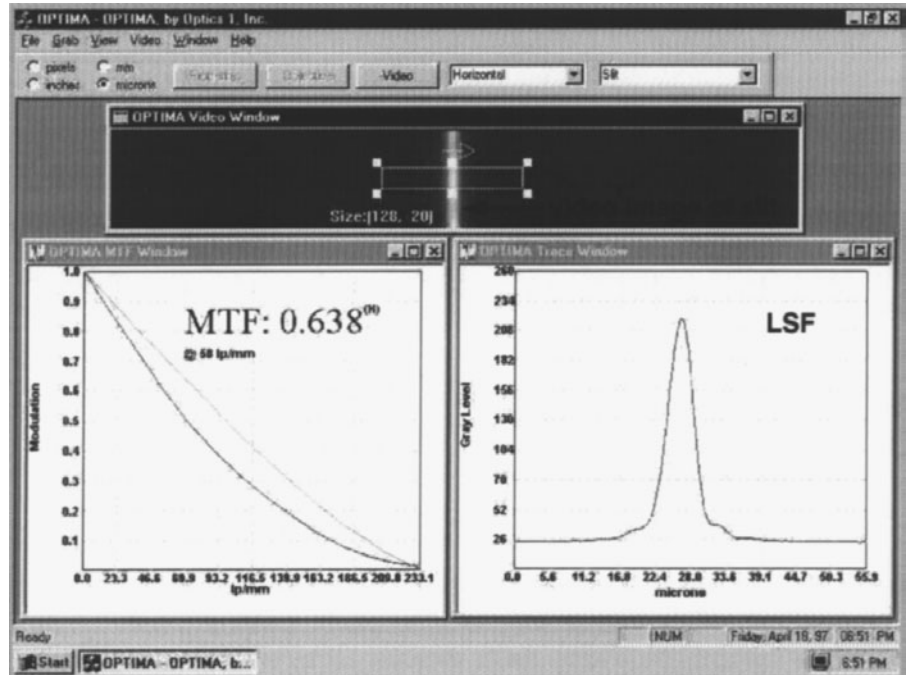 OPTIMA - OPTIMA, by Optics 1, Inc.
File Grab View Video Window Help
pixels mm
inches microns
-Video
Horizontal
Slit
OPTIMA Video Window
Size:[128, -20]
OPTIMA MTF Window
MTF: 0.638
@ 58 lp/mm
Modulation
1.0
0.9
0.8
0.7
0.6
0.5
0.4
0.3
0.2
0.1
0.0 23.3 46.6 69.9 93.2 116.5 139.9 163.2 186.5 209.8 233.1
lp/mm
OPTIMA Trace Window
LSF
Gray Level
260
234
208
182
156
130
104
78
52
26
0.0 5.6 11.2 16.8 22.4 28.0 33.6 39.1 44.7 50.3 55.9
microns
Ready
NUM
Friday, April 18, 97 06:51 PM
Start
OPTIMA - OPTIMA, b...
6:51 PM